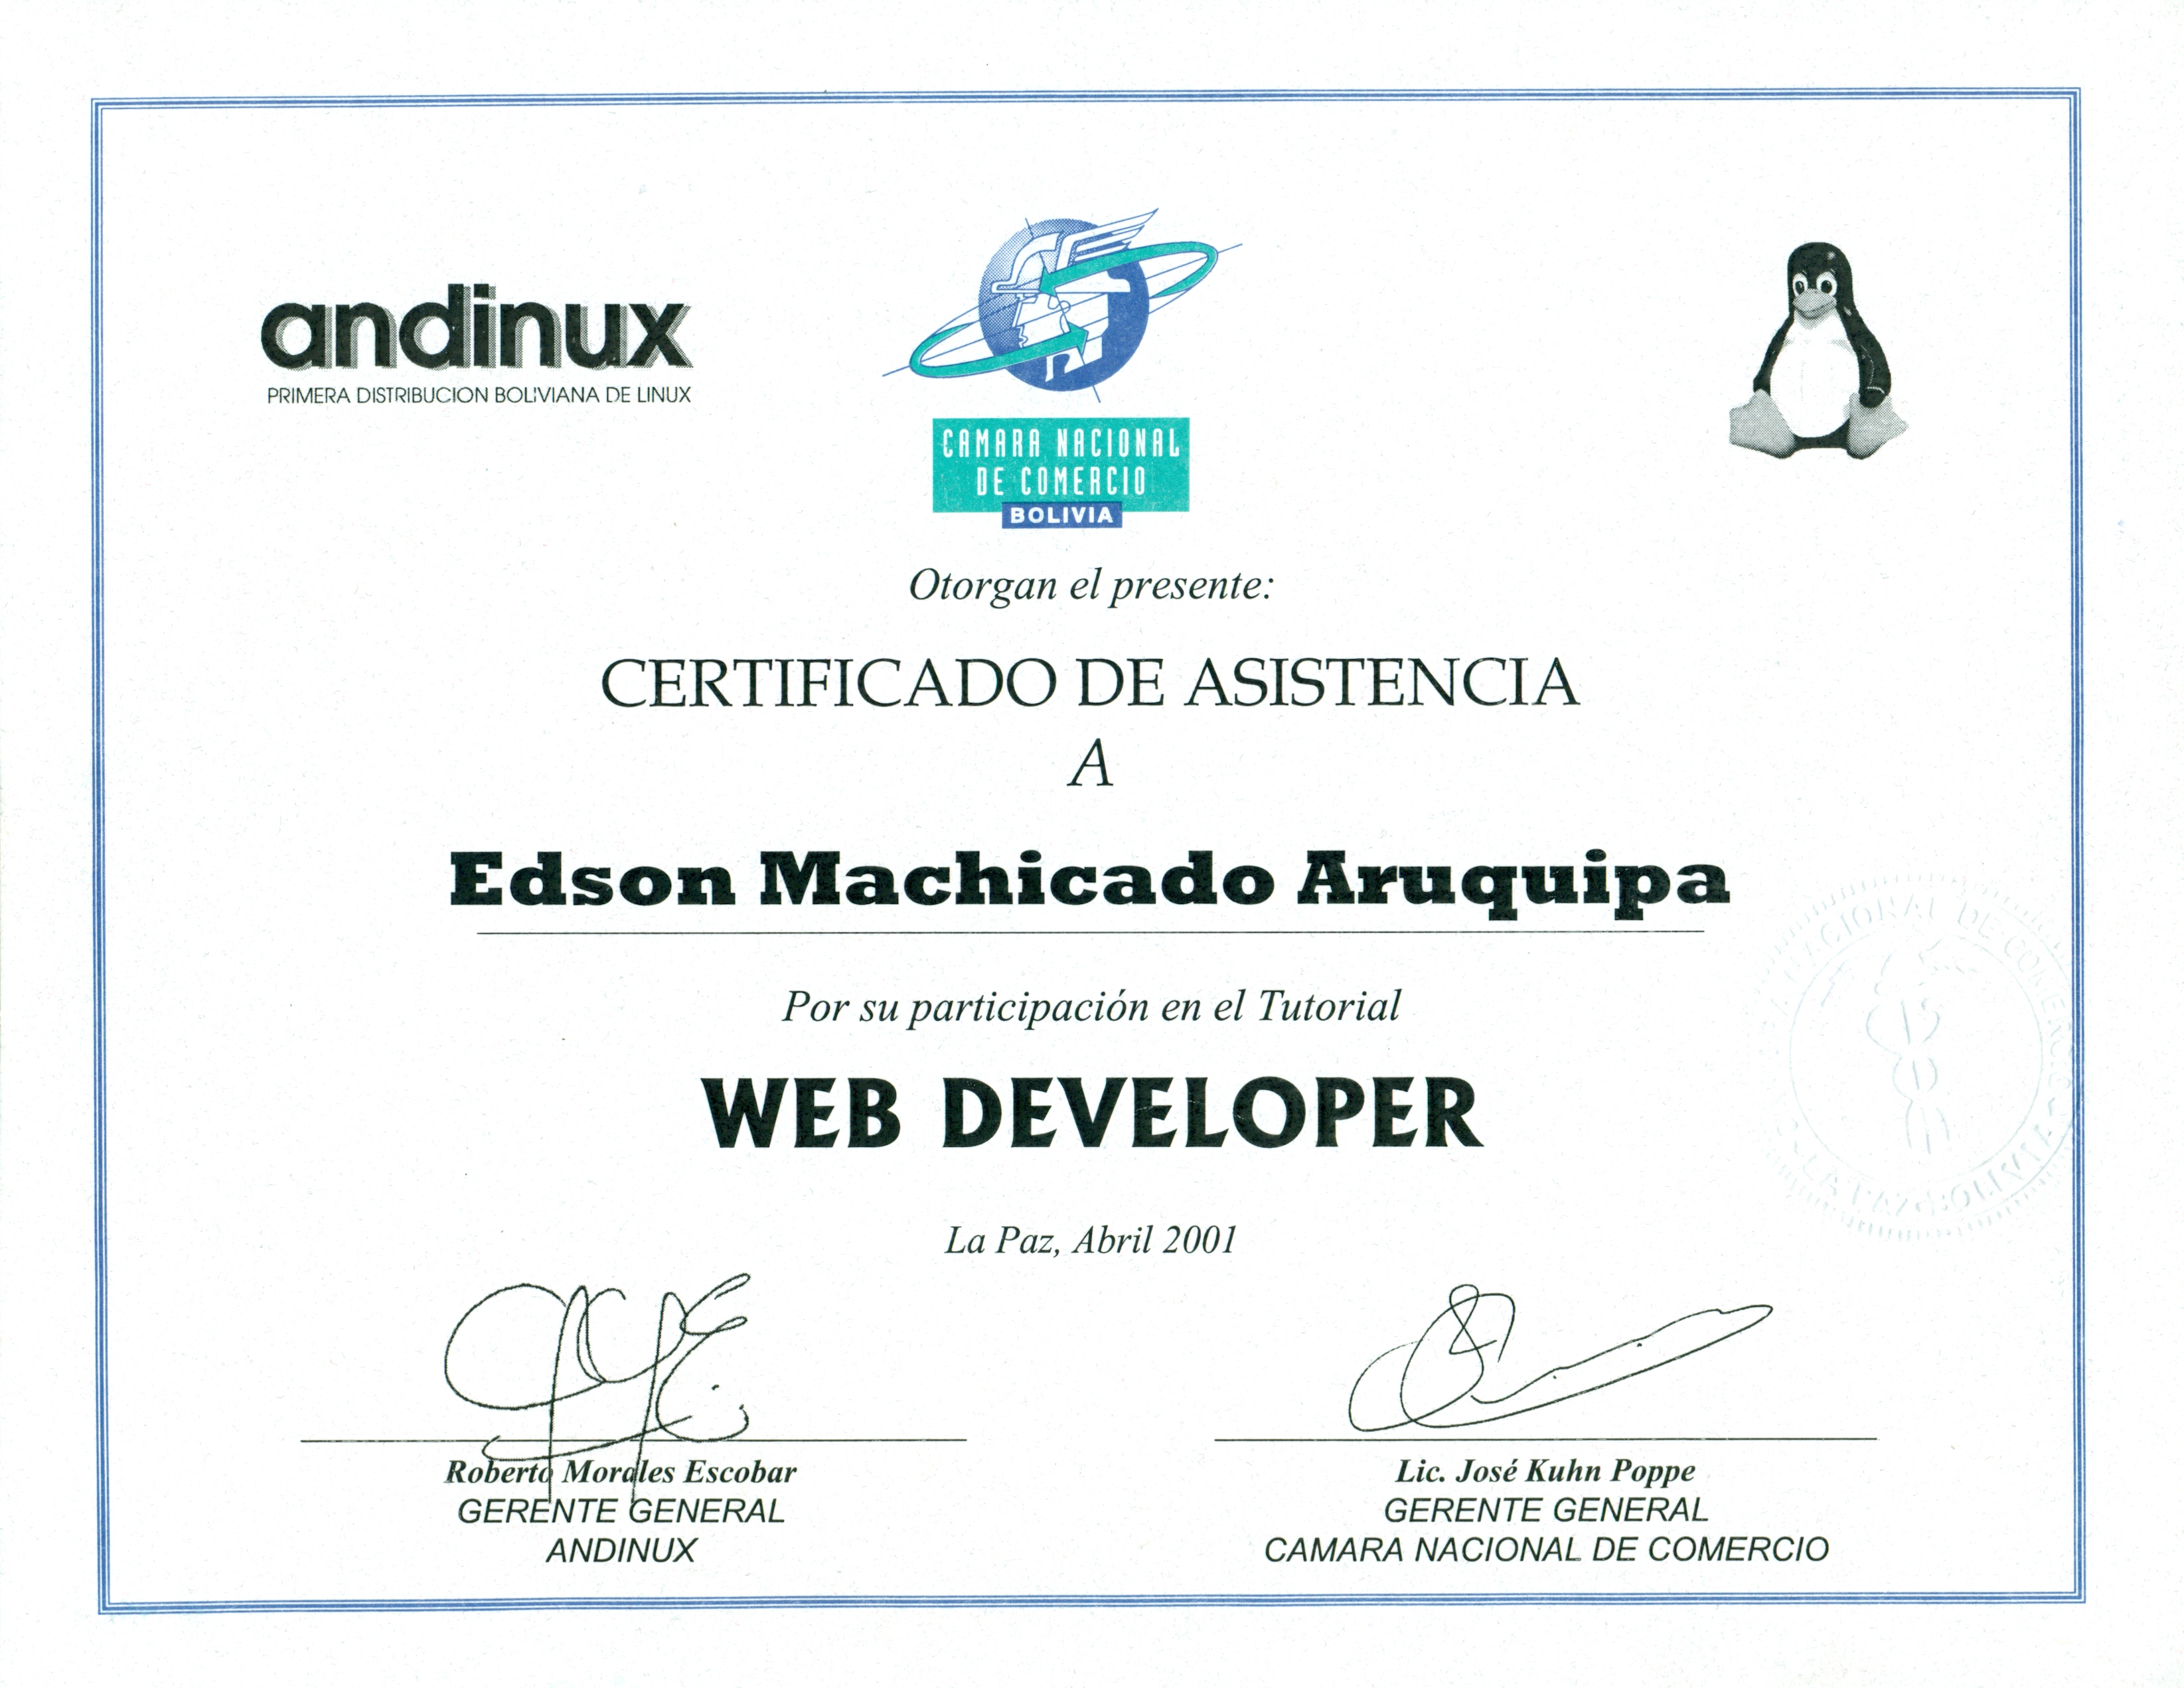 andinux
PRIMERA DISTRIBUCION BOLIVIANA DE LINUX
CAMARA NACIONAL
DE COMERCIO
BOLIVIA
Otorgan el presente:
CERTIFICADO DE ASISTENCIA
A
Edson Machicado Aruquipa
Por su participación en el Tutorial
WEB DEVELOPER
La Paz, Abril 2001
Roberto Morales Escobar
GERENTE GENERAL
ANDINUX
Lic. José Kuhn Poppe
GERENTE GENERAL
CAMARA NACIONAL DE COMERCIO
NACIONAL DE COMERCIO
LA PAZ-BOLIVIA